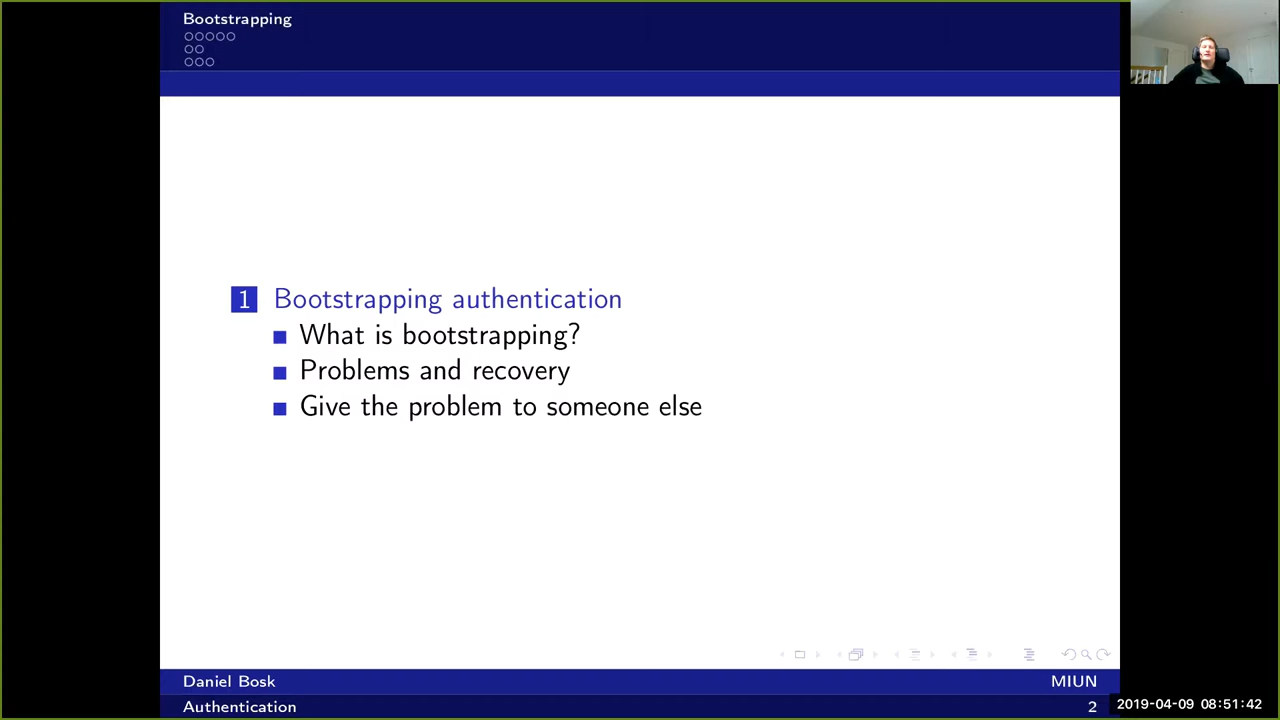 Bootstrapping
1 Bootstrapping authentication
What is bootstrapping?
Problems and recovery
Give the problem to someone else
Daniel Bosk MIUN
Authentication 2
2019-04-09 08:51:42